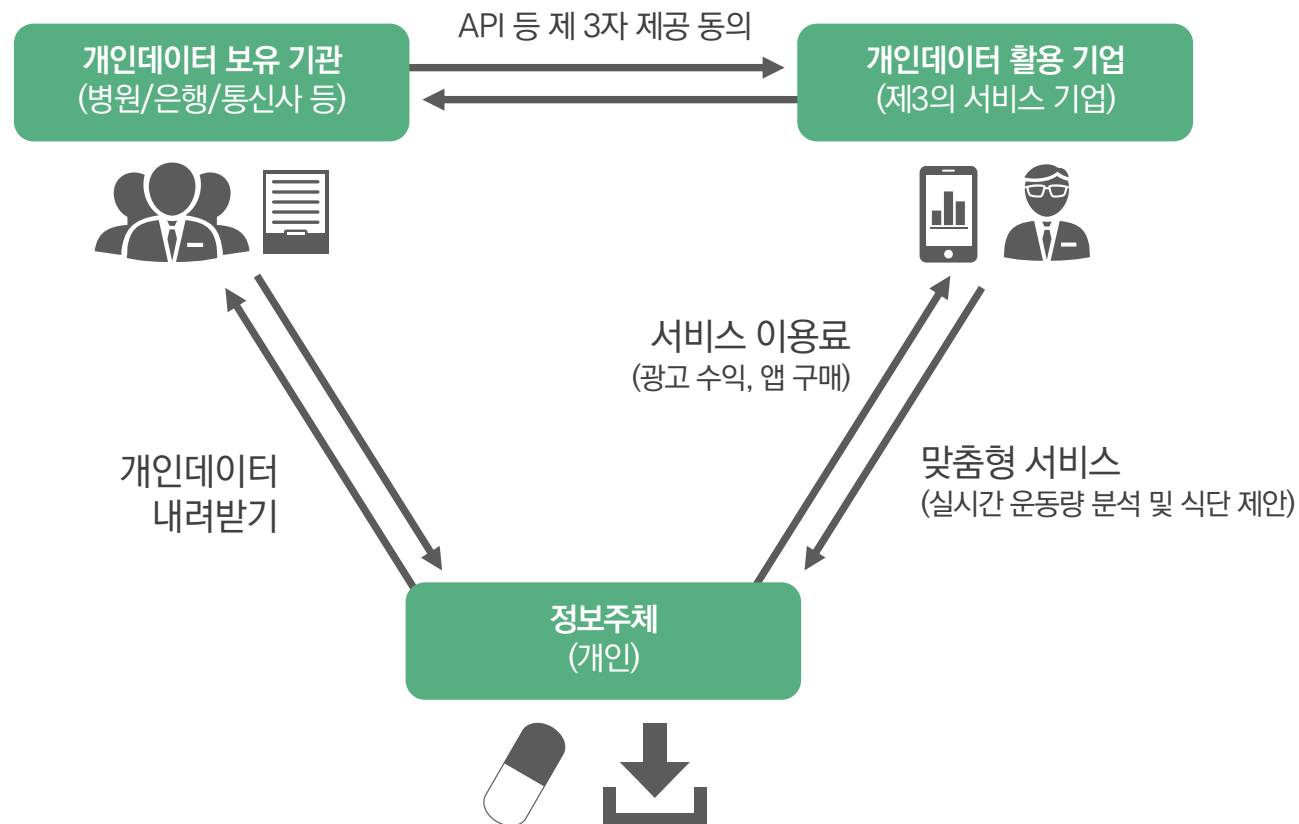 API 등 제 3자 제공 동의
개인데이터 보유 기관
(병원/은행/통신사 등)
개인데이터 활용 기업
(제3의 서비스 기업)
서비스 이용료
(광고 수익, 앱 구매)
개인데이터
내려받기
맞춤형 서비스
(실시간 운동량 분석 및 식단 제안)
정보주체
(개인)